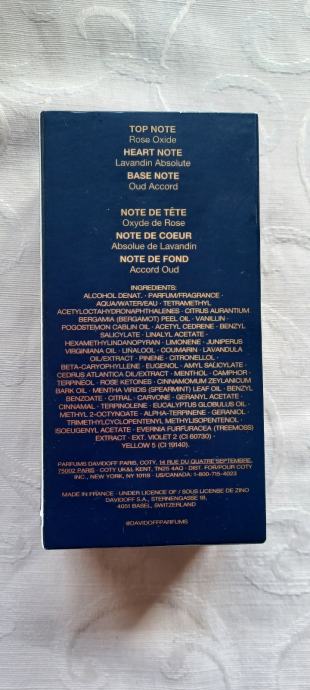 TOP NOTE
Rose Oxide
HEART NOTE
Lavandin Absolute
BASE NOTE
Oud Accord
NOTE DE TÊTE
Oxyde de Rose
NOTE DE COEUR
Absolue de Lavandin
NOTE DE FOND
Accord Oud
INGREDIENTS:
ALCOHOL DENAT. · PARFUM/FRAGRANCE ·
AQUA/WATER/EAU · TETRAMETHYL
ACETYLOCTAHYDRONAPHTHALENES · CITRUS AURANTIUM
BERGAMIA (BERGAMOT) PEEL OIL · VANILLIN ·
POGOSTEMON CABLIN OIL · ACETYL CEDRENE · BENZYL
SALICYLATE · LINALYL ACETATE ·
HEXAMETHYLINDANOPYRAN · LIMONENE · JUNIPERUS
VIRGINIANA OIL · LINALOOL · COUMARIN · LAVANDULA
OIL/EXTRACT · PINENE · CITRONELLOL ·
BETA-CARYOPHYLLENE · EUGENOL · AMYL SALICYLATE ·
CEDRUS ATLANTICA OIL/EXTRACT · MENTHOL · CAMPHOR ·
TERPINEOL · ROSE KETONES · CINNAMOMUM ZEYLANICUM
BARK OIL · MENTHA VIRIDIS (SPEARMINT) LEAF OIL · BENZYL
BENZOATE · CITRAL · CARVONE · GERANYL ACETATE ·
CINNAMAL · TERPINOLENE · EUCALYPTUS GLOBULUS OIL ·
METHYL 2-OCTYNOATE · ALPHA-TERPINENE · GERANIOL ·
TRIMETHYLCYCLOPENTENYL METHYLISOPENTENOL ·
ISOEUGENYL ACETATE · EVERNIA FURFURACEA (TREEMOSS)
EXTRACT · EXT. VIOLET 2 (CI 60730) ·
YELLOW 5 (CI 19140).
PARFUMS DAVIDOFF PARIS, COTY, 14 RUE DU QUATRE SEPTEMBRE,
75002 PARIS · COTY UK&I, KENT, TN25 4AQ · DIST. FOR/POUR COTY
INC., NEW YORK, NY 10118 · US/CANADA: 1-800-715-4023
MADE IN FRANCE · UNDER LICENCE OF / SOUS LICENSE DE ZINO
DAVIDOFF S.A., STERNENGASSE 18,
4051 BASEL, SWITZERLAND
@DAVIDOFFPARFUMS